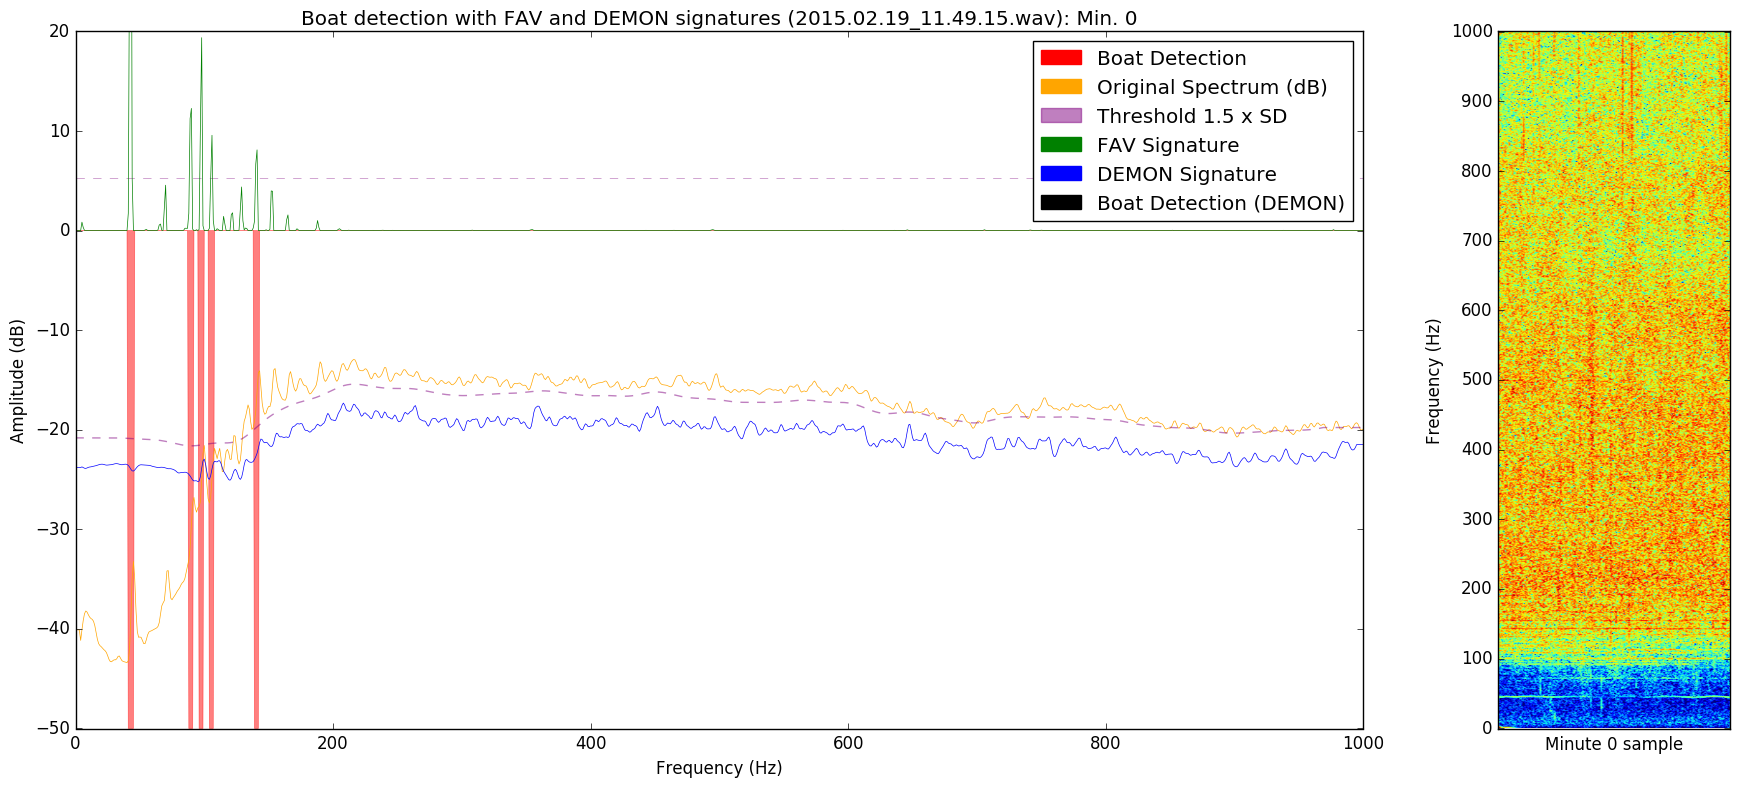 Boat detection with FAV and DEMON signatures (2015.02.19_11.49.15.wav): Min. 0
20
10
0
−10
−20
−30
−40
−50
Amplitude (dB)
Boat Detection
Original Spectrum (dB)
Threshold 1.5 x SD
FAV Signature
DEMON Signature
Boat Detection (DEMON)
0 200 400 600 800 1000
Frequency (Hz)
1000
900
800
700
600
500
400
300
200
100
0
Frequency (Hz)
Minute 0 sample